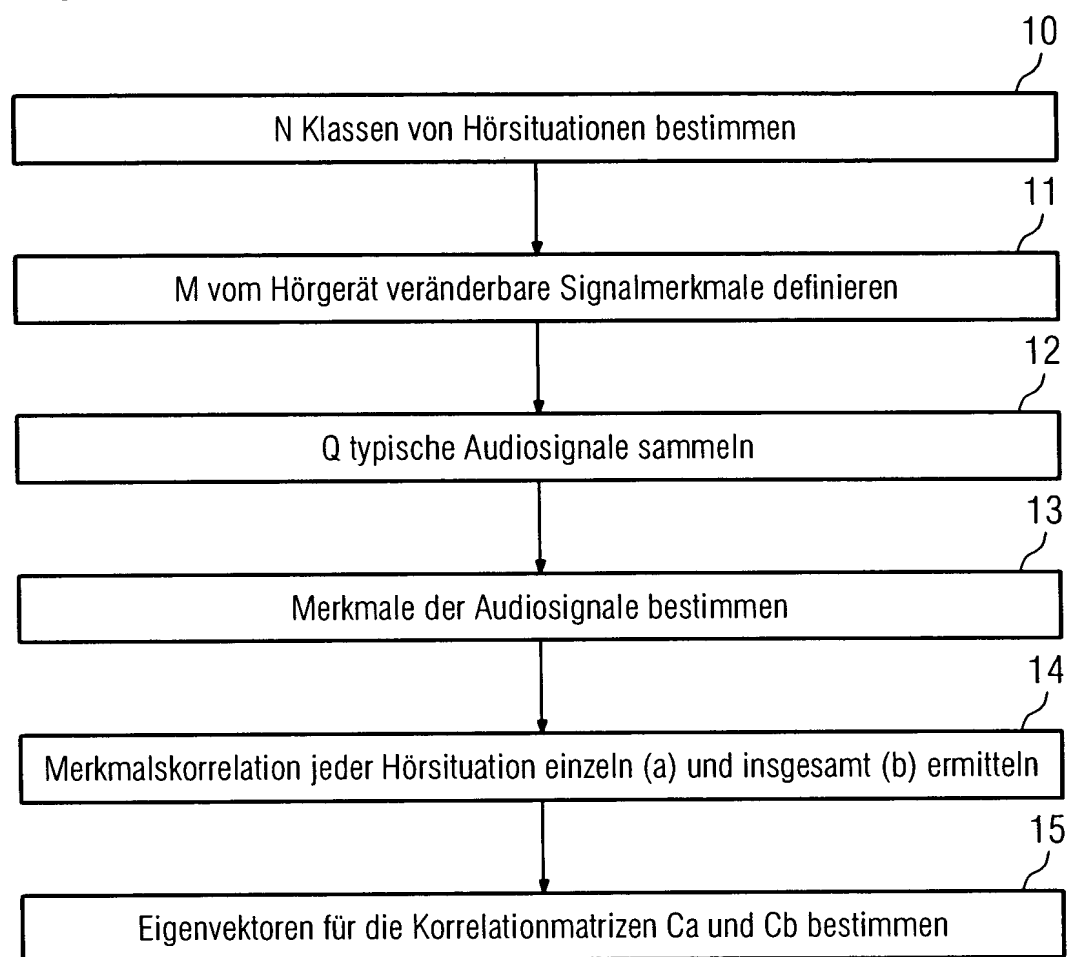 10
N Klassen von Hörsituationen bestimmen
11
M vom Hörgerät veränderbare Signalmerkmale definieren
12
Q typische Audiosignale sammeln
13
Merkmale der Audiosignale bestimmen
14
Merkmalskorrelation jeder Hörsituation einzeln (a) und insgesamt (b) ermitteln
15
Eigenvektoren für die Korrelationmatrizen Ca und Cb bestimmen